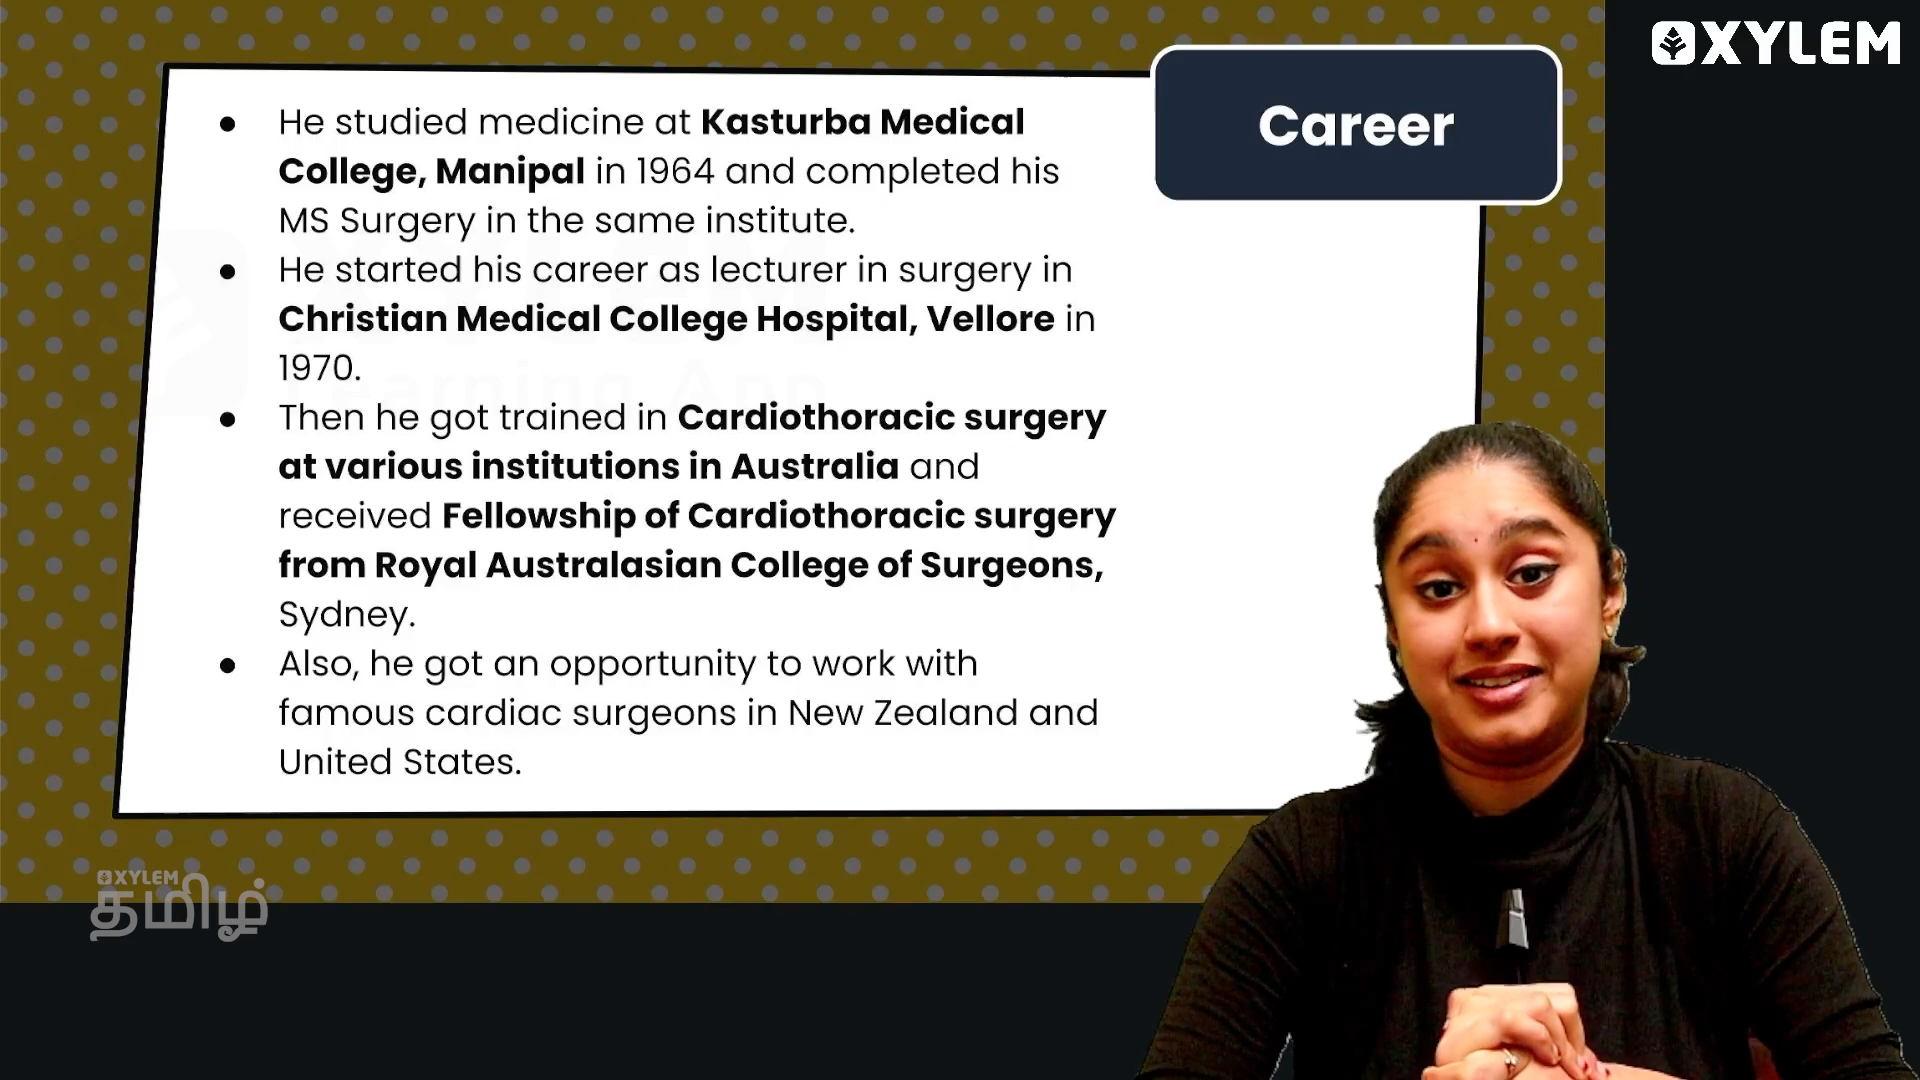 XYLEM
Career
● He studied medicine at Kasturba Medical
College, Manipal in 1964 and completed his
MS Surgery in the same institute.
● He started his career as lecturer in surgery in
Christian Medical College Hospital, Vellore in
1970.
● Then he got trained in Cardiothoracic surgery
at various institutions in Australia and
received Fellowship of Cardiothoracic surgery
from Royal Australasian College of Surgeons,
Sydney.
● Also, he got an opportunity to work with
famous cardiac surgeons in New Zealand and
United States.
XYLEM
தமிழ்